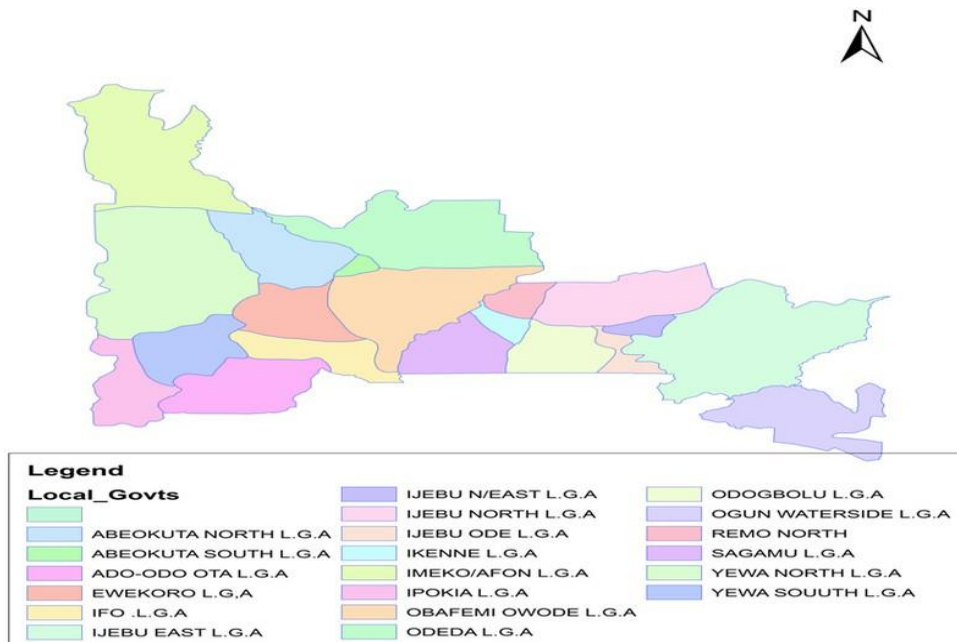 N
Legend
Local_Govts
ABEOKUTA NORTH L.G.A
ABEOKUTA SOUTH L.G.A
ADO-ODO OTA L.G.A
EWEKORO L.G,A
IFO .L.G.A
IJEBU EAST L.G.A
IJEBU N/EAST L.G.A
IJEBU NORTH L.G.A
IJEBU ODE L.G.A
IKENNE L.G.A
IMEKO/AFON L.G.A
IPOKIA L.G.A
OBAFEMI OWODE L.G.A
ODEDA L.G.A
ODOGBOLU L.G.A
OGUN WATERSIDE L.G.A
REMO NORTH
SAGAMU L.G.A
YEWA NORTH L.G.A
YEWA SOUUTH L.G.A